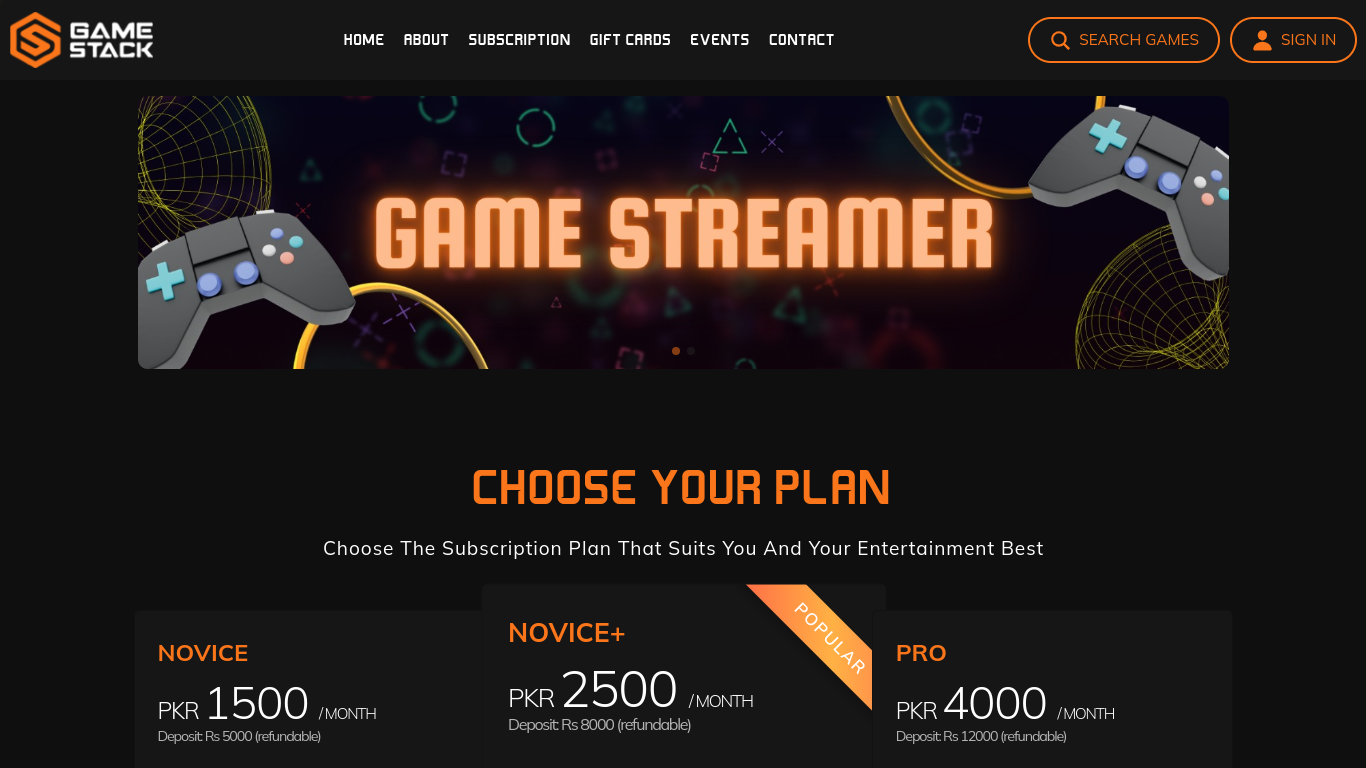 GAME STACK
HOME ABOUT SUBSCRIPTION GIFT CARDS EVENTS CONTACT
SEARCH GAMES
SIGN IN
GAME STREAMER
CHOOSE YOUR PLAN
Choose The Subscription Plan That Suits You And Your Entertainment Best
NOVICE
PKR 1500 / MONTH
Deposit: Rs 5000 (refundable)
POPULAR
NOVICE+
PKR 2500 / MONTH
Deposit: Rs 8000 (refundable)
PRO
PKR 4000 / MONTH
Deposit: Rs 12000 (refundable)